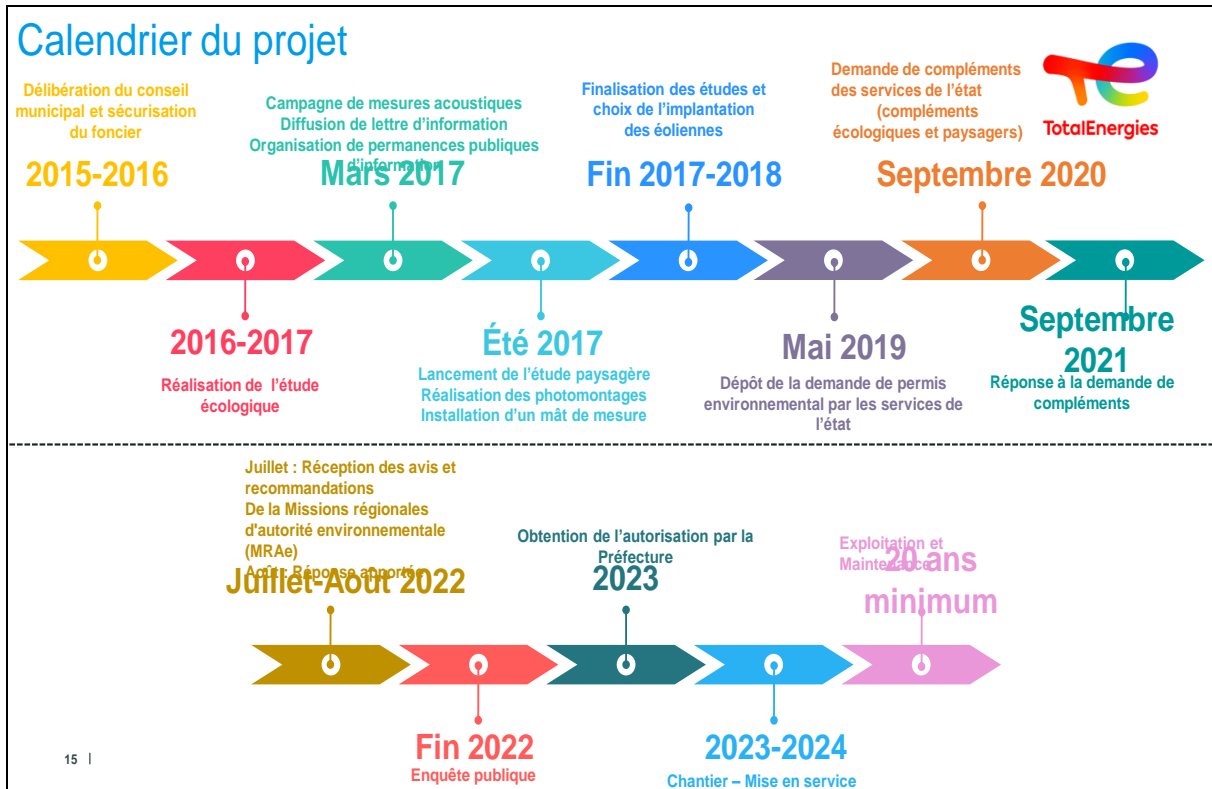 Calendrier du projet
TotalEnergies
Délibération du conseil
municipal et sécurisation
du foncier
2015-2016
Campagne de mesures acoustiques
Diffusion de lettre d'information
Organisation de permanences publiques
d'information
Mars 2017
Finalisation des études et
choix de l'implantation
des éoliennes
Fin 2017-2018
Demande de compléments
des services de l'état
(compléments
écologiques et paysagers)
Septembre 2020
2016-2017
Réalisation de l'étude
écologique
Été 2017
Lancement de l'étude paysagère
Réalisation des photomontages
Installation d'un mât de mesure
Mai 2019
Dépôt de la demande de permis
environnemental par les services de
l'état
Septembre
2021
Réponse à la demande de
compléments
Juillet : Réception des avis et
recommandations
De la Missions régionales
d'autorité environnementale
(MRAe)
Août : Réponse apportée
Juillet-Août 2022
Obtention de l'autorisation par la
Préfecture
2023
Exploitation et
Maintenance
20 ans
minimum
Fin 2022
Enquête publique
2023-2024
Chantier – Mise en service
15 |